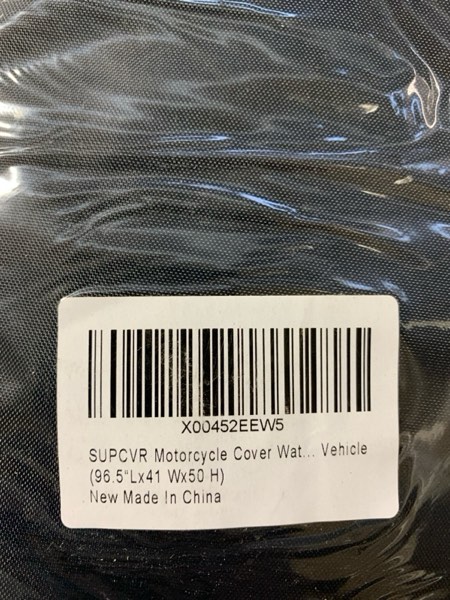 X00452EEW5
SUPCVR Motorcycle Cover Wat... Vehicle
(96.5"Lx41 Wx50 H)
New Made In China